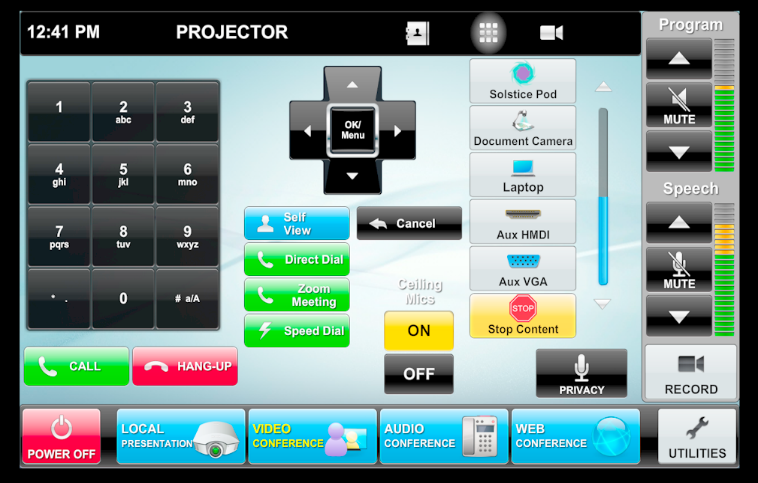 12:41 PM
PROJECTOR
Program
MUTE
Speech
MUTE
1
2
abc
3
def
4
ghi
5
jkl
6
mno
7
pqrs
8
tuv
9
wxyz
* .
0
# a/A
CALL
HANG-UP
OK/
Menu
Self
View
Cancel
Direct Dial
Zoom
Meeting
Speed Dial
Ceiling
Mics
ON
OFF
Solstice Pod
Document Camera
Laptop
Aux HMDI
Aux VGA
STOP
Stop Content
PRIVACY
RECORD
POWER OFF
LOCAL
PRESENTATION
VIDEO
CONFERENCE
AUDIO
CONFERENCE
WEB
CONFERENCE
UTILITIES